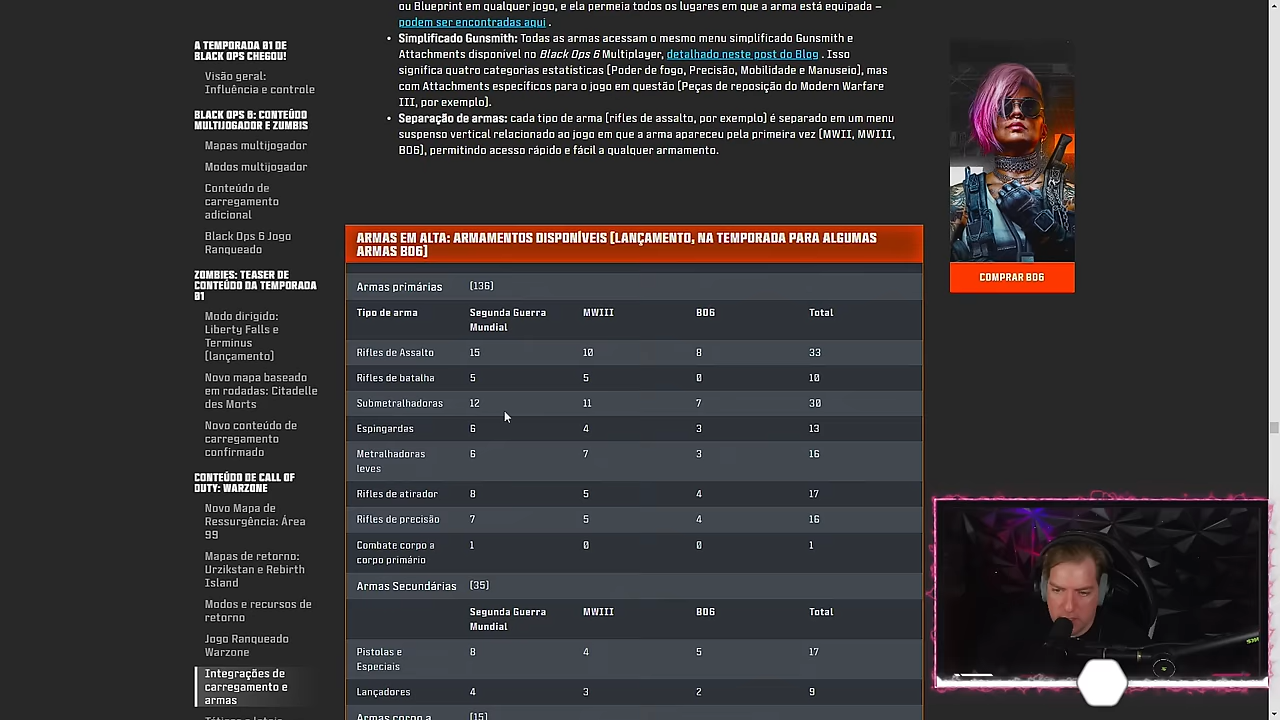 ou Blueprint em qualquer jogo, e ela permeia todos os lugares em que a arma está equipada –
podem ser encontradas aqui .
• Simplificado Gunsmith: Todas as armas acessam o mesmo menu simplificado Gunsmith e
Attachments disponível no Black Ops 6 Multiplayer, detalhado neste post do Blog . Isso
significa quatro categorias estatísticas (Poder de fogo, Precisão, Mobilidade e Manuseio), mas
com Attachments específicos para o jogo em questão (Peças de reposição do Modern Warfare
III, por exemplo).
• Separação de armas: cada tipo de arma (rifles de assalto, por exemplo) é separado em um menu
suspenso vertical relacionado ao jogo em que a arma apareceu pela primeira vez (MWII, MWIII,
BO6), permitindo acesso rápido e fácil a qualquer armamento.
A TEMPORADA 01 DE
BLACK OPS CHEGOU!
Visão geral:
Influência e controle
BLACK OPS 6: CONTEÚDO
MULTIJOGADOR E ZUMBIS
Mapas multijogador
Modos multijogador
Conteúdo de
carregamento
adicional
Black Ops 6 Jogo
Ranqueado
ZOMBIES: TEASER DE
CONTEÚDO DA TEMPORADA
01
Modo dirigido:
Liberty Falls e
Terminus
(lançamento)
Novo mapa baseado
em rodadas: Citadelle
des Morts
Novo conteúdo de
carregamento
confirmado
CONTEÚDO DE CALL OF
DUTY: WARZONE
Novo Mapa de
Ressurgência: Área
99
Mapas de retorno:
Urzikstan e Rebirth
Island
Modos e recursos de
retorno
Jogo Ranqueado
Warzone
Integrações de
carregamento e
armas
ARMAS EM ALTA: ARMAMENTOS DISPONÍVEIS (LANÇAMENTO, NA TEMPORADA PARA ALGUMAS
ARMAS BO6)
Armas primárias (136)
Tipo de arma Segunda Guerra Mundial MWIII BO6 Total
Rifles de Assalto 15 10 8 33
Rifles de batalha 5 5 0 10
Submetralhadoras 12 11 7 30
Espingardas 6 4 3 13
Metralhadoras leves 6 7 3 16
Rifles de atirador 8 5 4 17
Rifles de precisão 7 5 4 16
Combate corpo a corpo primário 1 0 0 1
Armas Secundárias (35)
Segunda Guerra Mundial MWIII BO6 Total
Pistolas e Especiais 8 4 5 17
Lançadores 4 3 2 9
Armas corpo a (15)
COMPRAR BO6